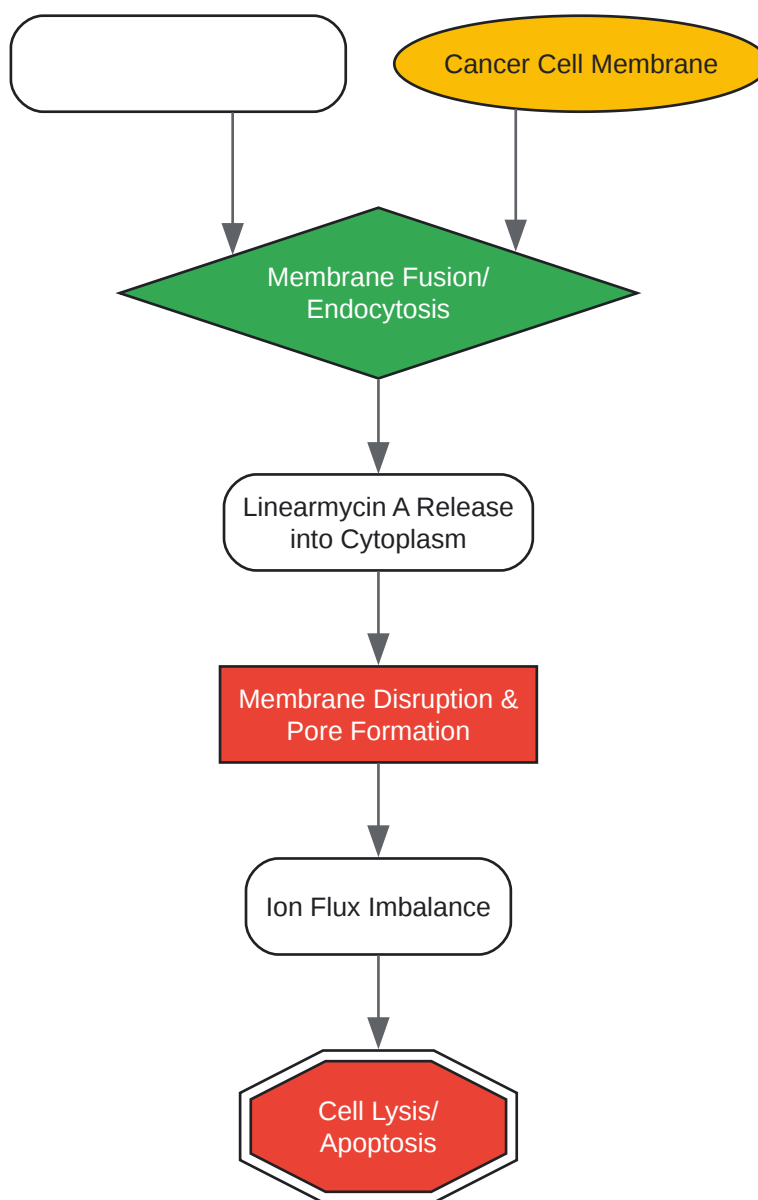 Cancer Cell Membrane
Membrane Fusion/
Endocytosis
Linearmycin A Release
into Cytoplasm
Membrane Disruption &
Pore Formation
Ion Flux Imbalance
Cell Lysis/
Apoptosis